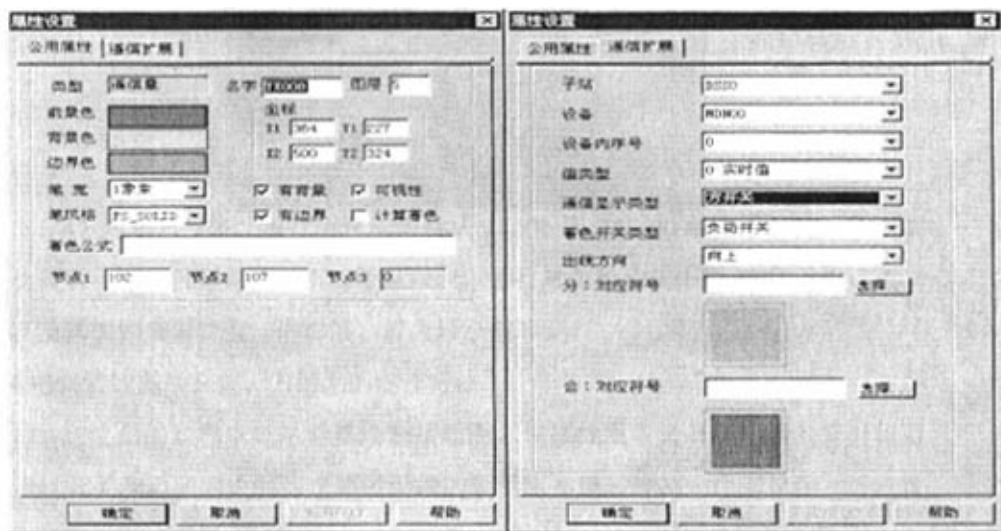 属性设置
公用属性 遥信扩展
类型 遥信量 名字 YX000 图层 5
前景色 坐标
背景色 X1 364 Y1 227
边界色 X2 500 Y2 324
笔 宽 1象素 有背景 可视性
笔风格 PS_SOLID 有边界 计算着色
着色公式
节点1 102 节点2 107 节点3 0
确定 取消 帮助
属性设置
公用属性 遥信扩展
子站
设备
设备内序号 0
值类型 0 实时值
遥信显示类型 方开关
着色开关类型 负荷开关
出线方向 向上
分:对应符号 选择...
合:对应符号 选择...
确定 取消 帮助